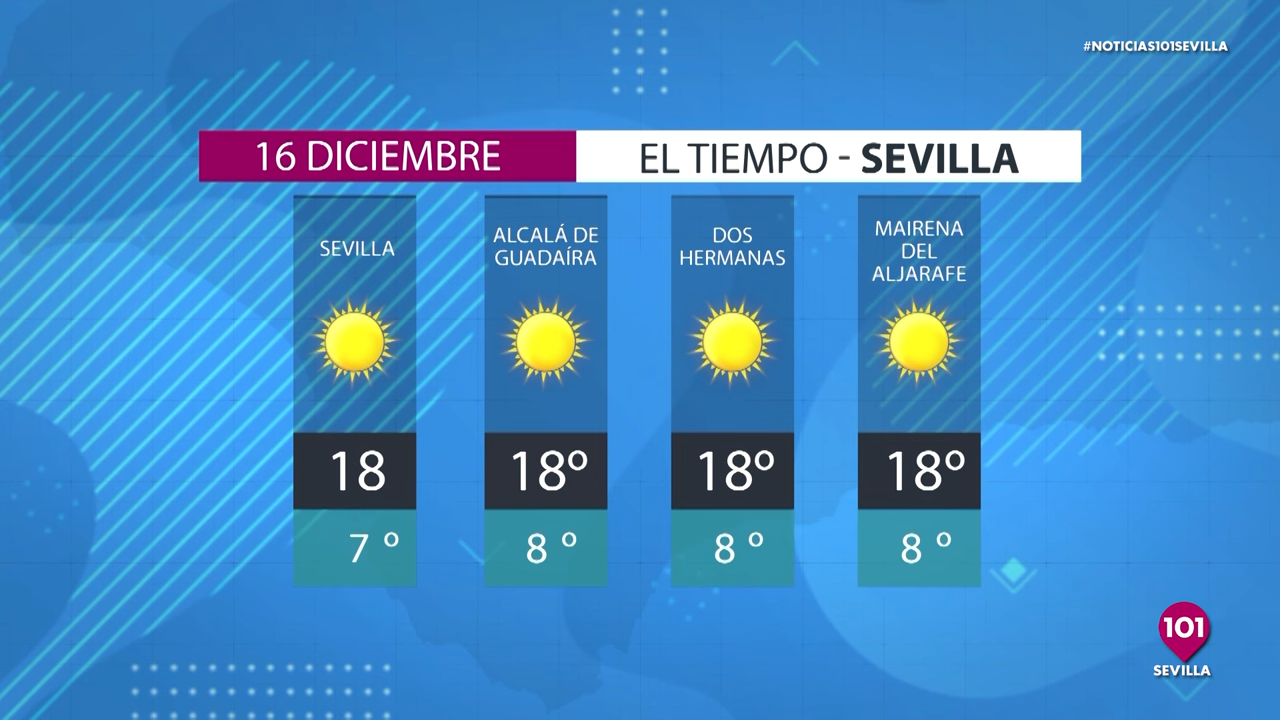 #NOTICIAS101SEVILLA
16 DICIEMBRE
EL TIEMPO - SEVILLA
SEVILLA
18
7 º
ALCALÁ DE
GUADAÍRA
18º
8 º
DOS
HERMANAS
18º
8 º
MAIRENA
DEL
ALJARAFE
18º
8 º
101
SEVILLA